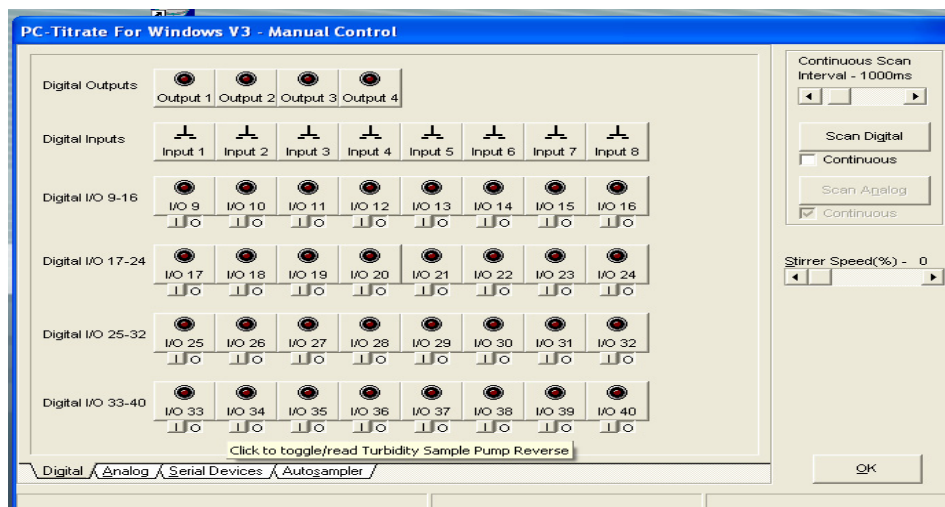 PC-Titrate For Windows V3 - Manual Control
Digital Outputs
Output 1 Output 2 Output 3 Output 4
Digital Inputs
Input 1 Input 2 Input 3 Input 4 Input 5 Input 6 Input 7 Input 8
Digital I/O 9-16
I/O 9 I/O 10 I/O 11 I/O 12 I/O 13 I/O 14 I/O 15 I/O 16
I O I O I O I O I O I O I O I O
Digital I/O 17-24
I/O 17 I/O 18 I/O 19 I/O 20 I/O 21 I/O 22 I/O 23 I/O 24
I O I O I O I O I O I O I O I O
Digital I/O 25-32
I/O 25 I/O 26 I/O 27 I/O 28 I/O 29 I/O 30 I/O 31 I/O 32
I O I O I O I O I O I O I O I O
Digital I/O 33-40
I/O 33 I/O 34 I/O 35 I/O 36 I/O 37 I/O 38 I/O 39 I/O 40
I O I O I O I O I O I O I O I O
Click to toggle/read Turbidity Sample Pump Reverse
Digital Analog Serial Devices Autosampler
Continuous Scan
Interval - 1000ms
Scan Digital
Continuous
Scan Analog
Continuous
Stirrer Speed(%) - 0
OK